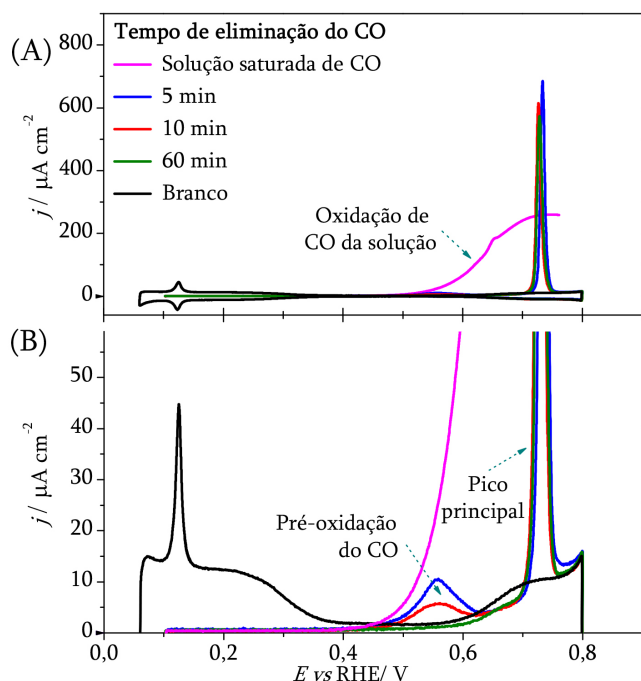 (A)
800
600
400
200
0
j / μA cm⁻²
Tempo de eliminação do CO
Solução saturada de CO
5 min
10 min
60 min
Branco
Oxidação de
CO da solução
(B)
50
40
30
20
10
0
j / μA cm⁻²
Pré-oxidação
do CO
Pico
principal
0,0
0,2
0,4
0,6
0,8
E vs RHE/ V